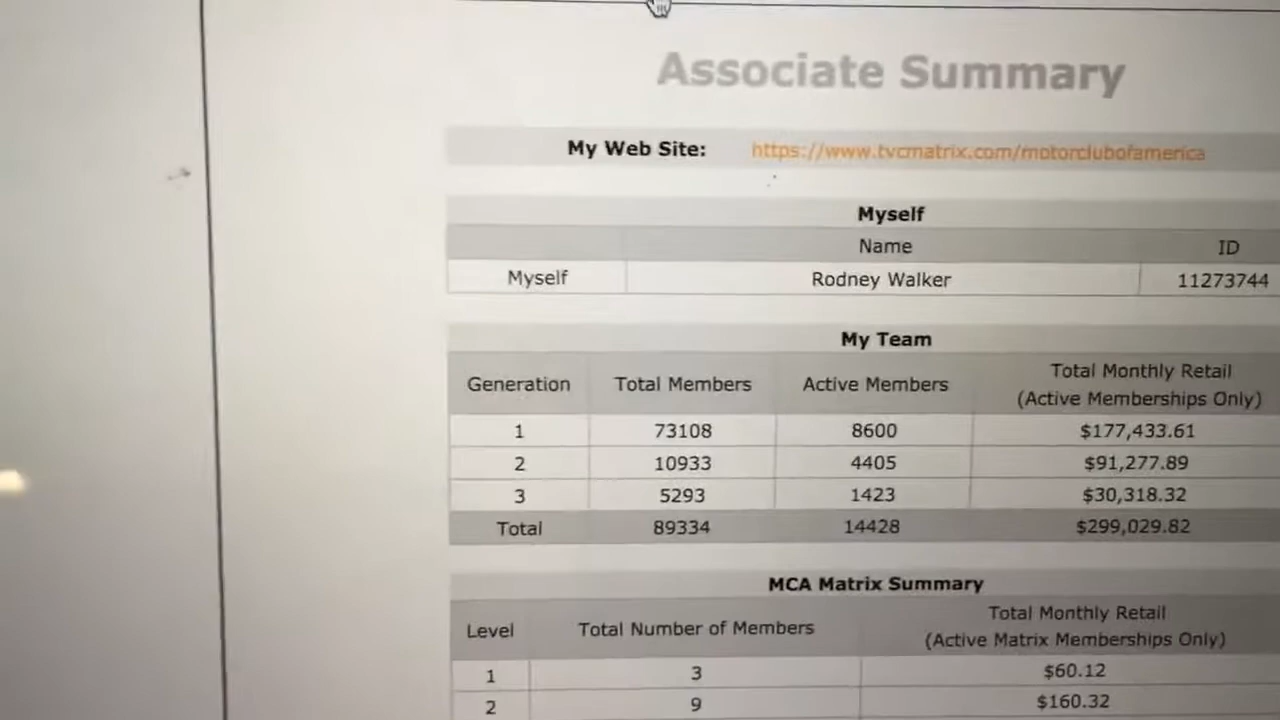 Associate Summary
My Web Site: https://www.tvcmatrix.com/motorclubofamerica
Myself
Name ID
Myself Rodney Walker 11273744
My Team
Generation Total Members Active Members Total Monthly Retail
(Active Memberships Only)
1 73108 8600 $177,433.61
2 10933 4405 $91,277.89
3 5293 1423 $30,318.32
Total 89334 14428 $299,029.82
MCA Matrix Summary
Level Total Number of Members Total Monthly Retail
(Active Matrix Memberships Only)
1 3 $60.12
2 9 $160.32